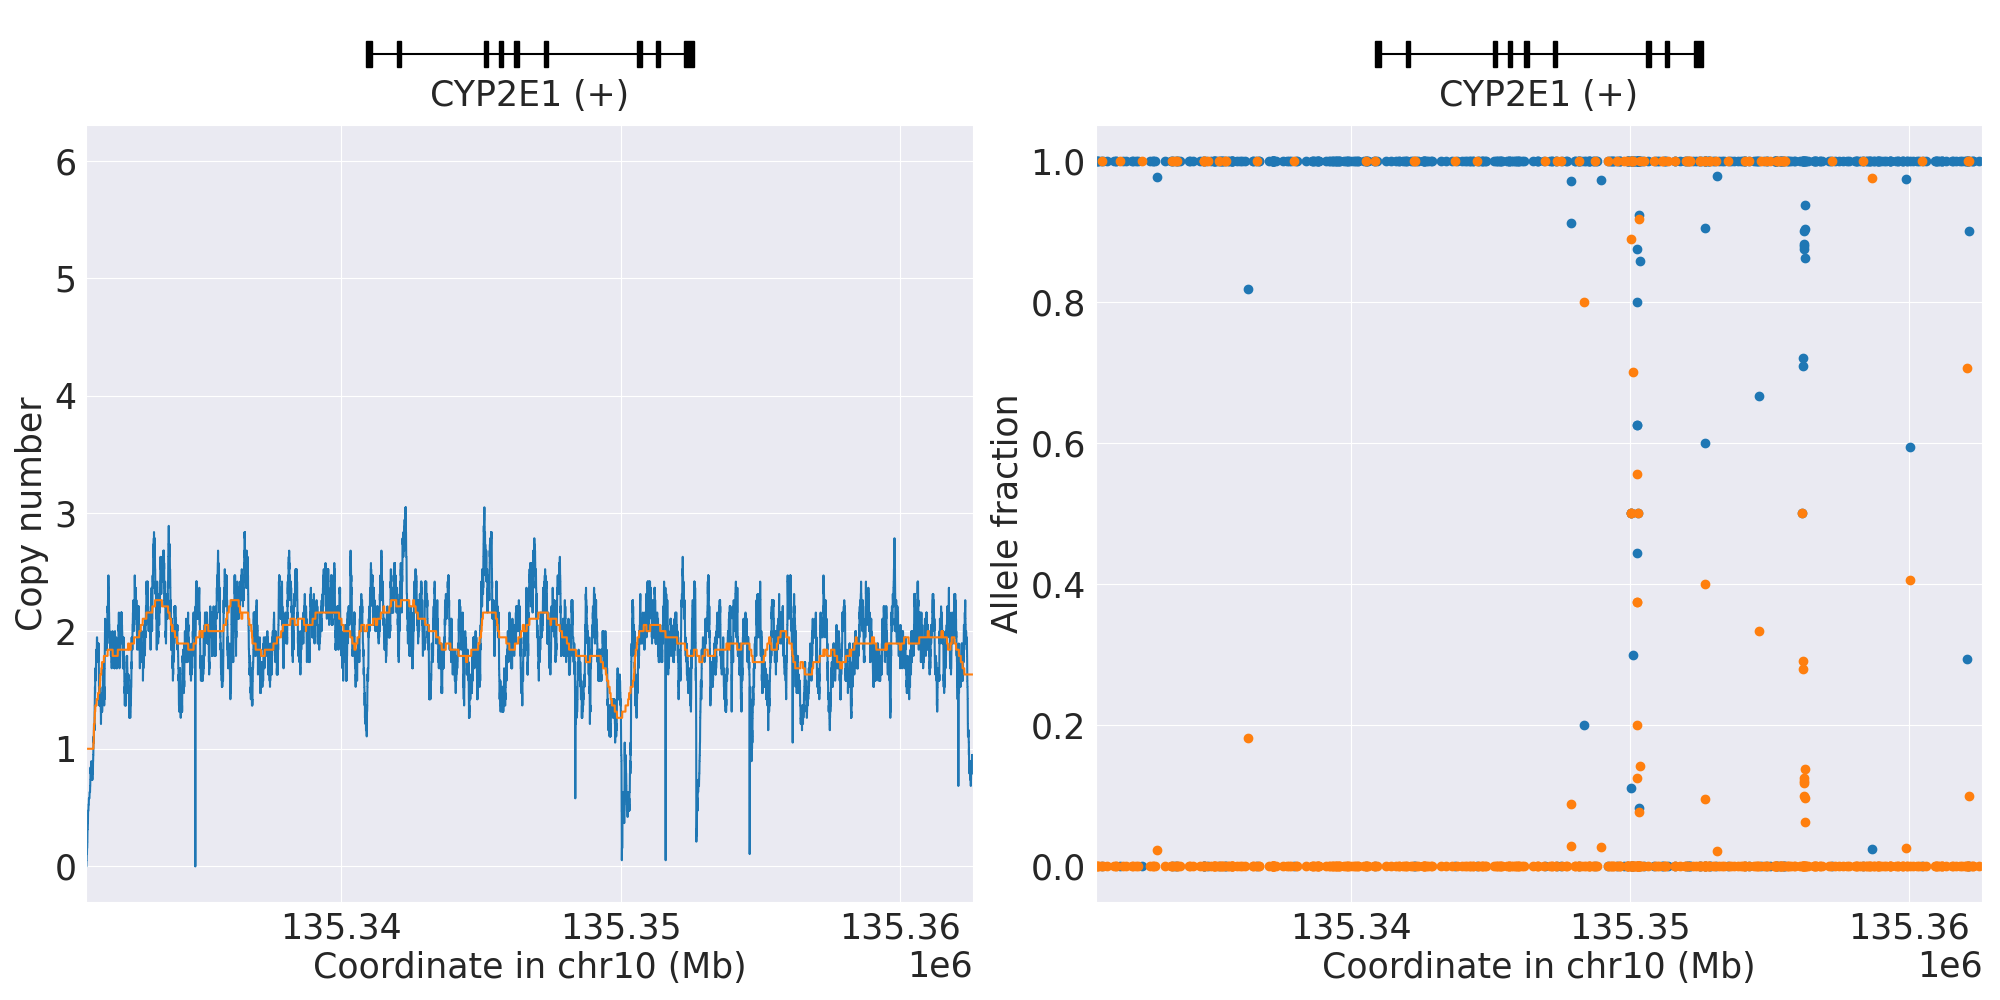 CYP2E1 (+)
6
5
4
3
2
1
0
Copy number
135.34 135.35 135.36
Coordinate in chr10 (Mb)
1e6
CYP2E1 (+)
1.0
0.8
0.6
0.4
0.2
0.0
Allele fraction
135.34 135.35 135.36
Coordinate in chr10 (Mb)
1e6